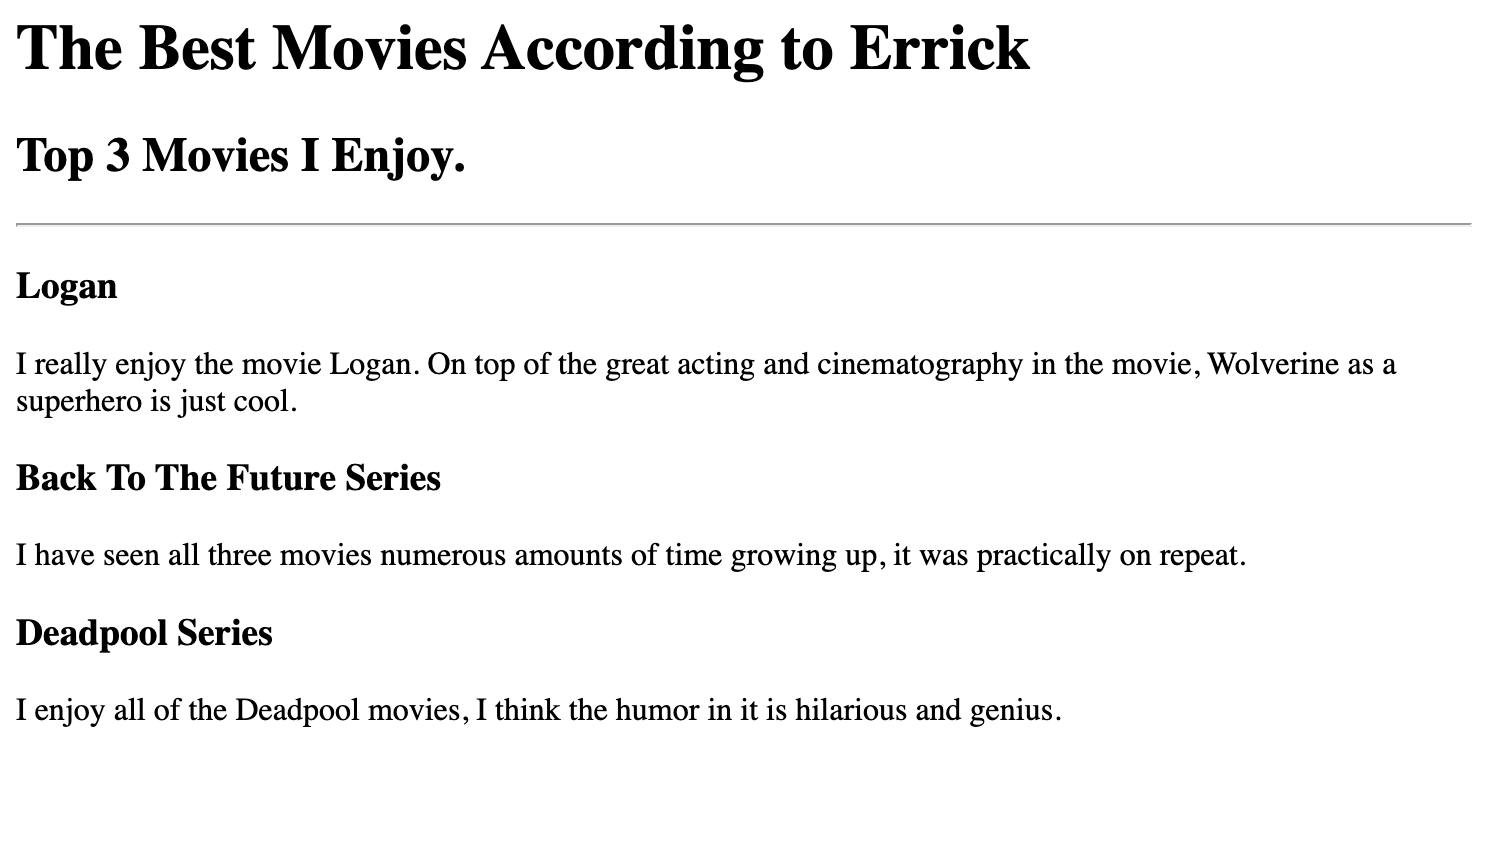 The Best Movies According to Errick
Top 3 Movies I Enjoy.
Logan
I really enjoy the movie Logan. On top of the great acting and cinematography in the movie, Wolverine as a
superhero is just cool.
Back To The Future Series
I have seen all three movies numerous amounts of time growing up, it was practically on repeat.
Deadpool Series
I enjoy all of the Deadpool movies, I think the humor in it is hilarious and genius.